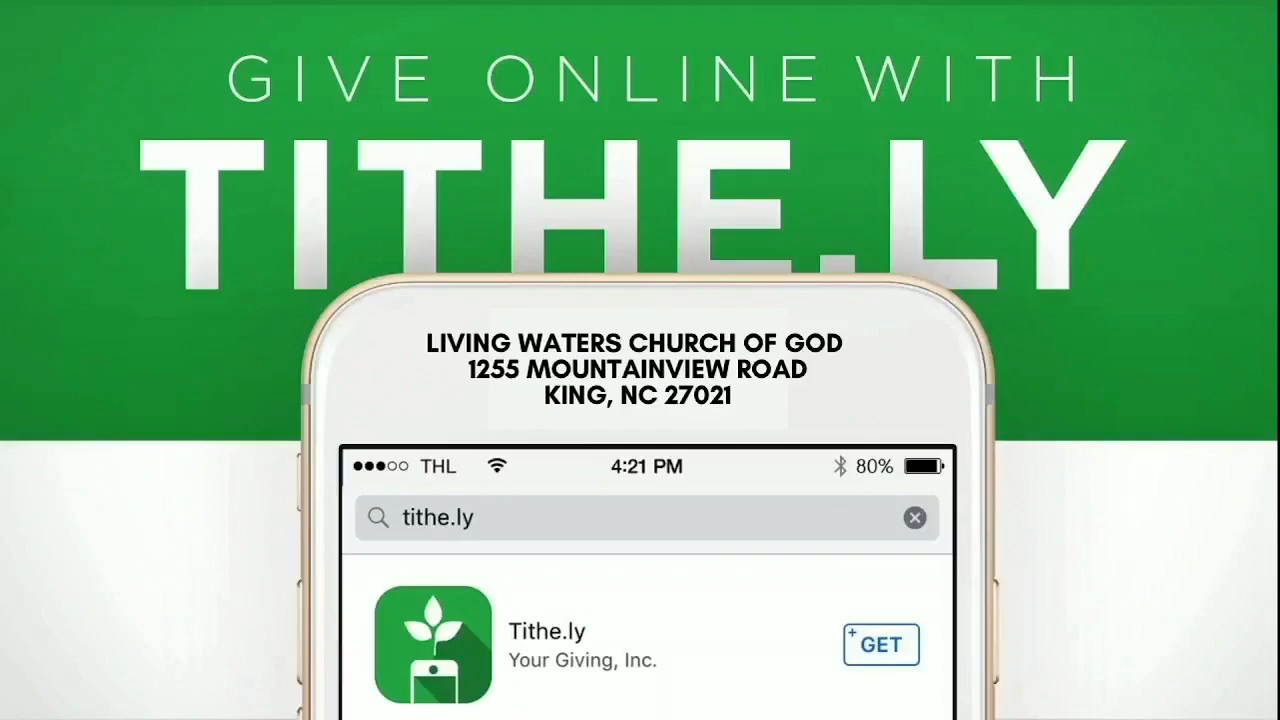 GIVE ONLINE WITH
TITHE.LY
LIVING WATERS CHURCH OF GOD
1255 MOUNTAINVIEW ROAD
KING, NC 27021
THL 4:21 PM 80%
tithe.ly
Tithe.ly
Your Giving, Inc.
+GET